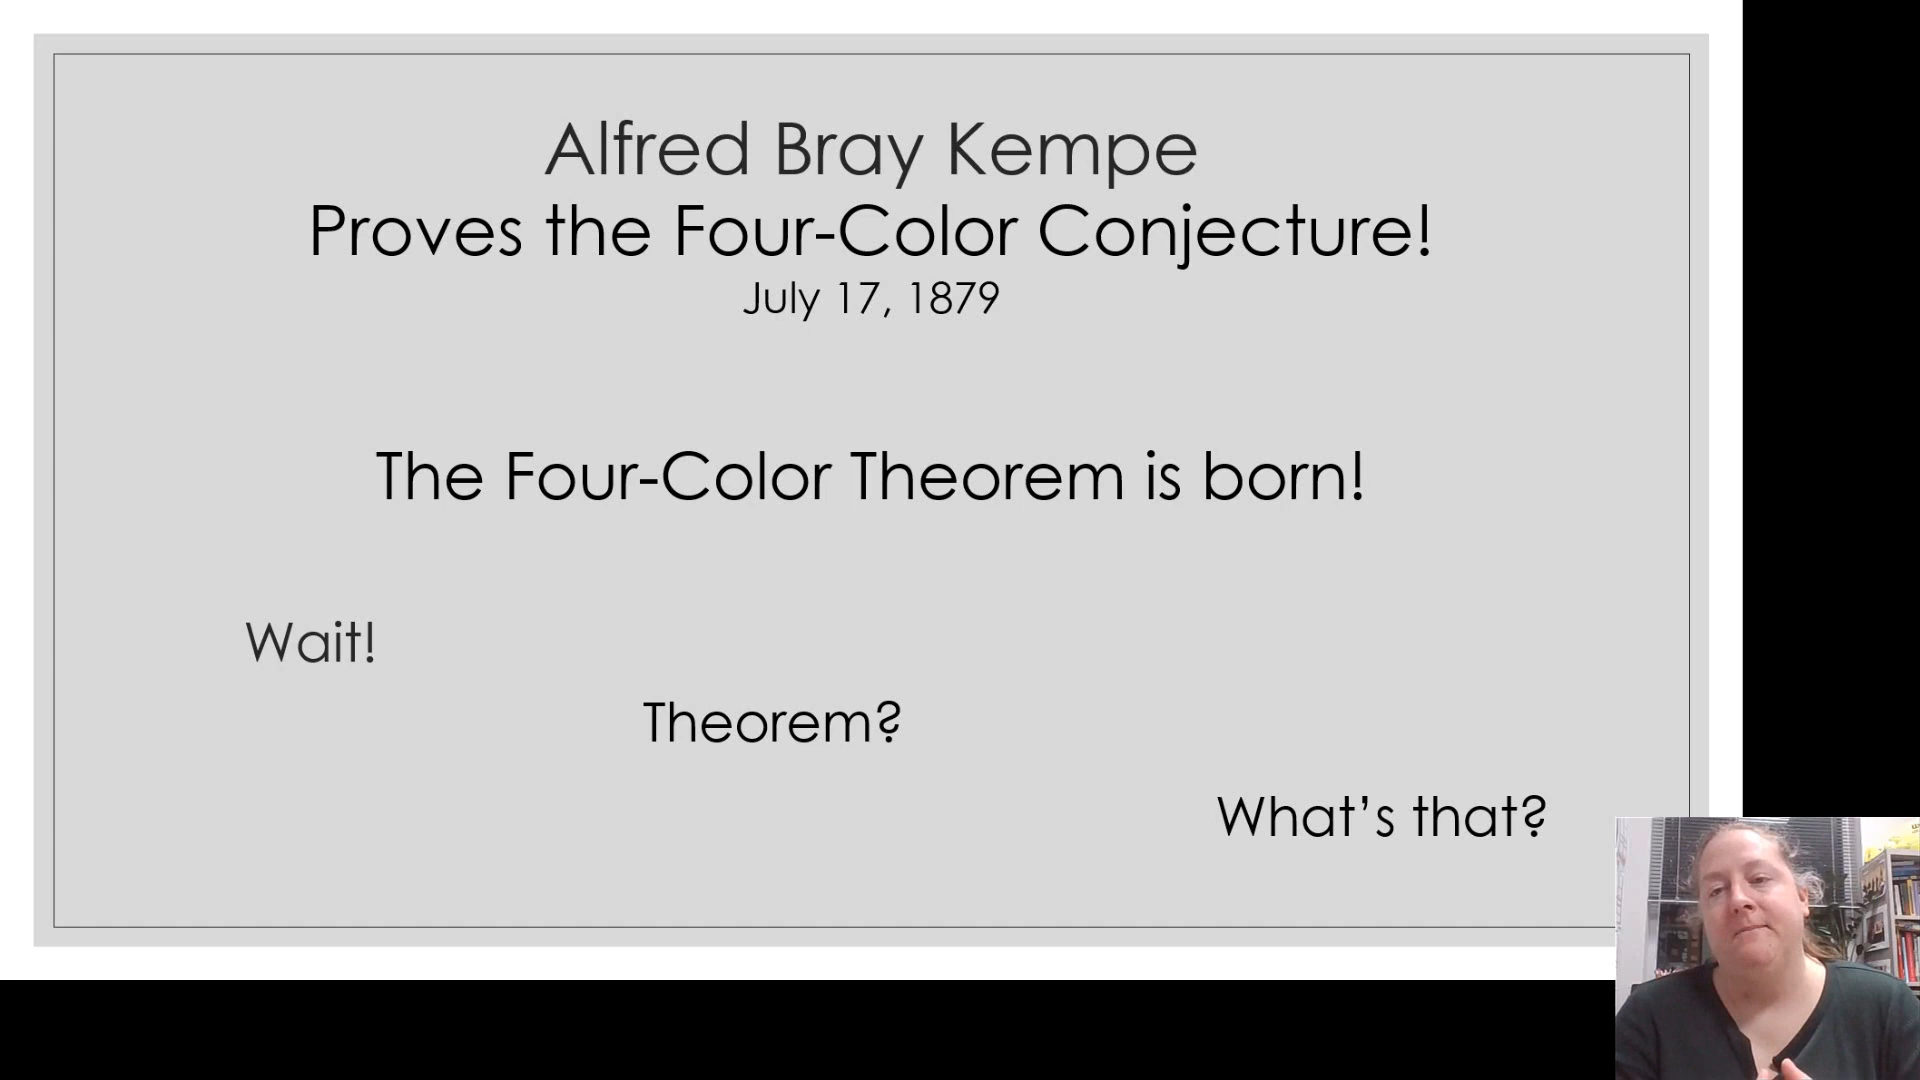 Alfred Bray Kempe
Proves the Four-Color Conjecture!
July 17, 1879
The Four-Color Theorem is born!
Wait!
Theorem?
What’s that?